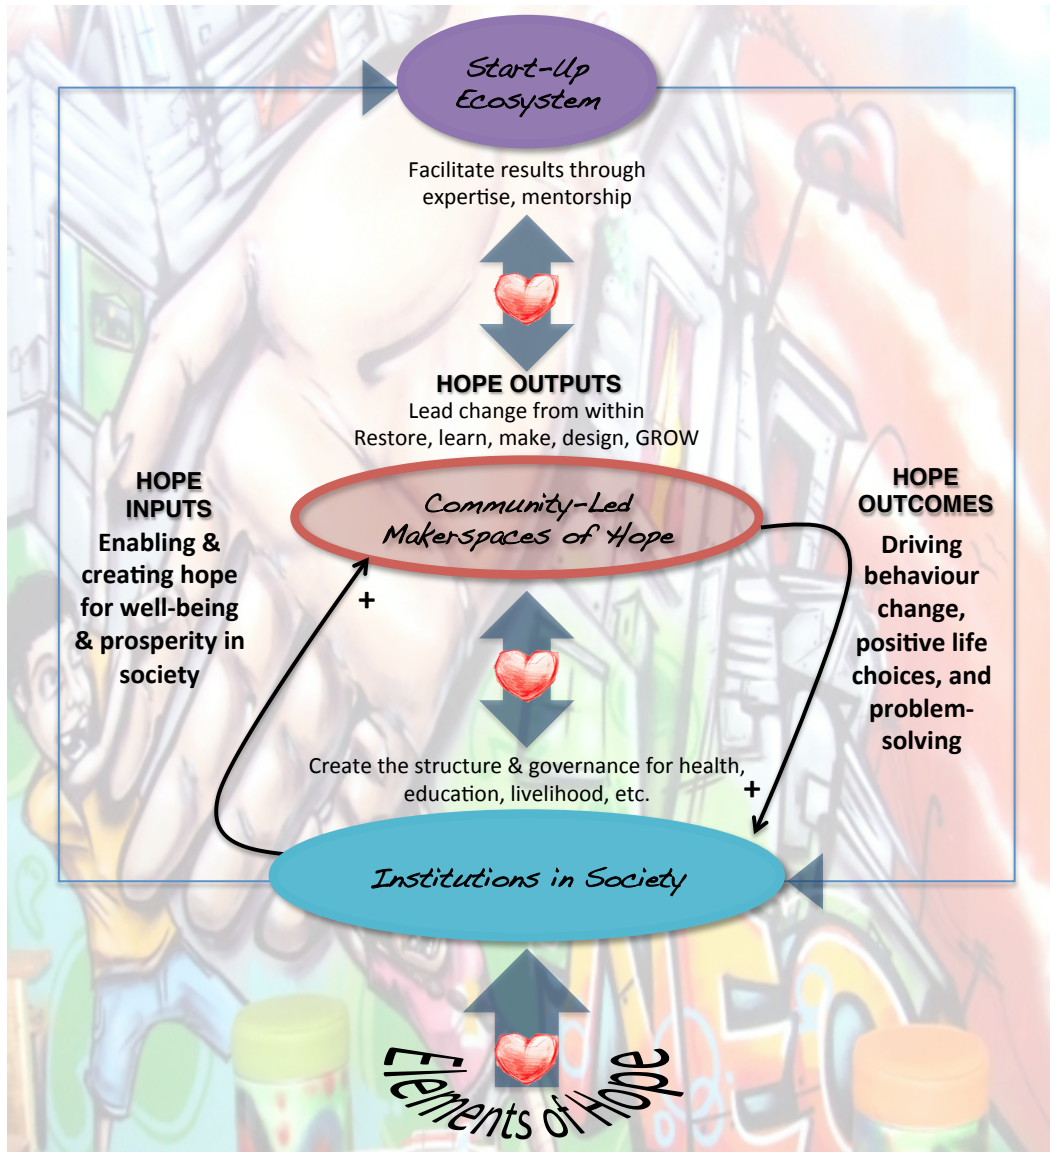 Start-Up
Ecosystem
Facilitate results through
expertise, mentorship
HOPE OUTPUTS
Lead change from within
Restore, learn, make, design, GROW
HOPE
INPUTS
Enabling &
creating hope
for well-being
& prosperity in
society
Community-Led
Makerspaces of Hope
+
HOPE
OUTCOMES
Driving
behaviour
change,
positive life
choices, and
problem-
solving
Create the structure & governance for health,
education, livelihood, etc.
+
Institutions in Society
Elements of Hope